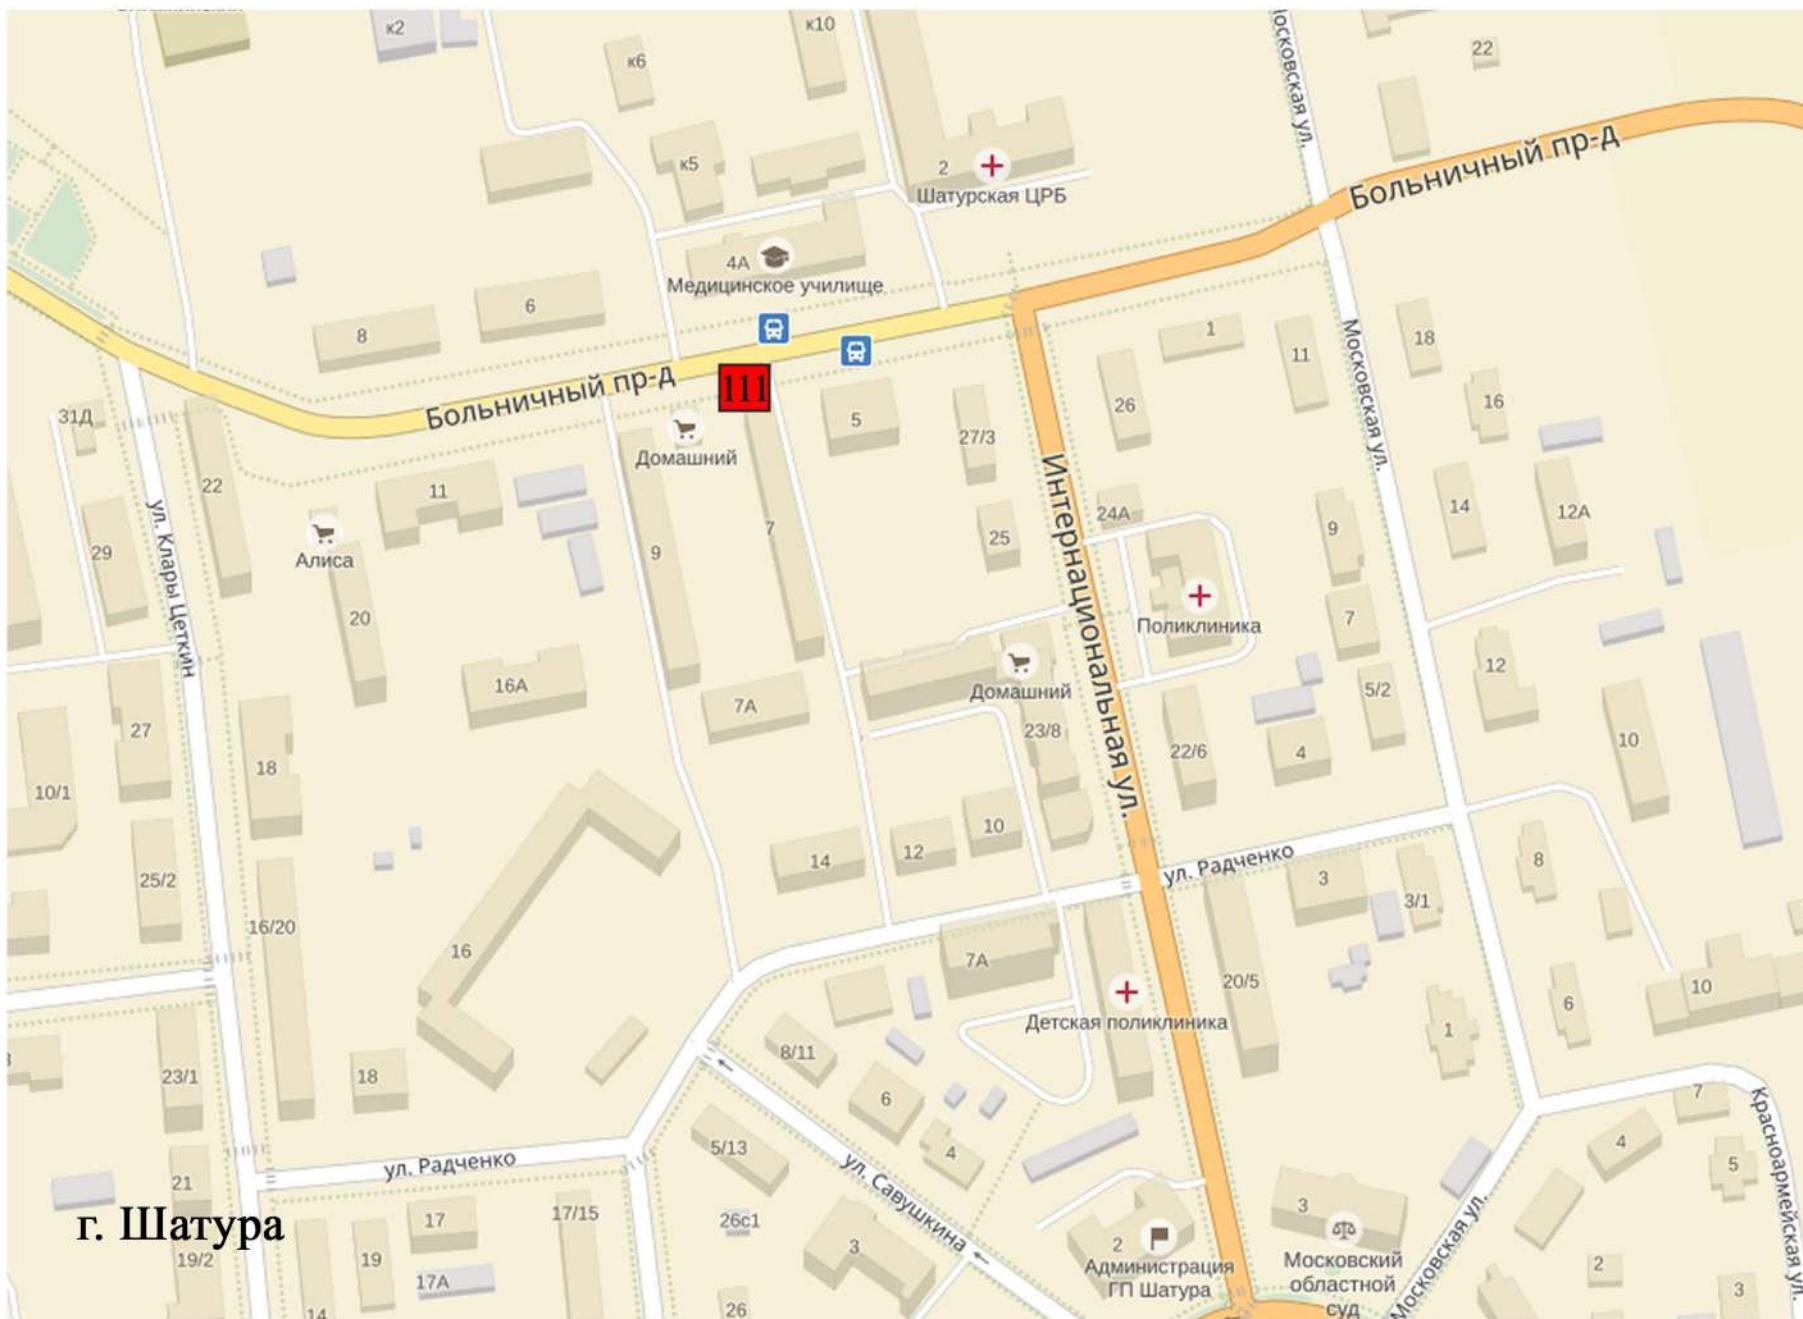 к2
к10
к6
22
Московская ул.
Больничный пр-д
к5
2
Шатурская ЦРБ
4А
Медицинское училище
6
8
1
11
18
Московская ул.
Больничный пр-д
111
31Д
5
26
16
27/3
Домашний
22
11
Интернациональная ул.
24А
14
12А
ул. Клары Цеткин
29
Алиса
9
7
25
9
20
Поликлиника
7
16А
7А
Домашний
5/2
12
27
23/8
22/6
4
10
18
10/1
14
12
10
ул. Радченко
8
25/2
3
3/1
16/20
16
7А
20/5
10
6
Детская поликлиника
1
8/11
23/1
18
6
7
Красноармейская ул.
5/13
4
4
5
ул. Радченко
ул. Савушкина
21
г. Шатура
17
17/15
26с1
3
2
Администрация
ГП Шатура
3
Московский
областной
суд
Московская ул.
19/2
19
17А
2
3
14
26